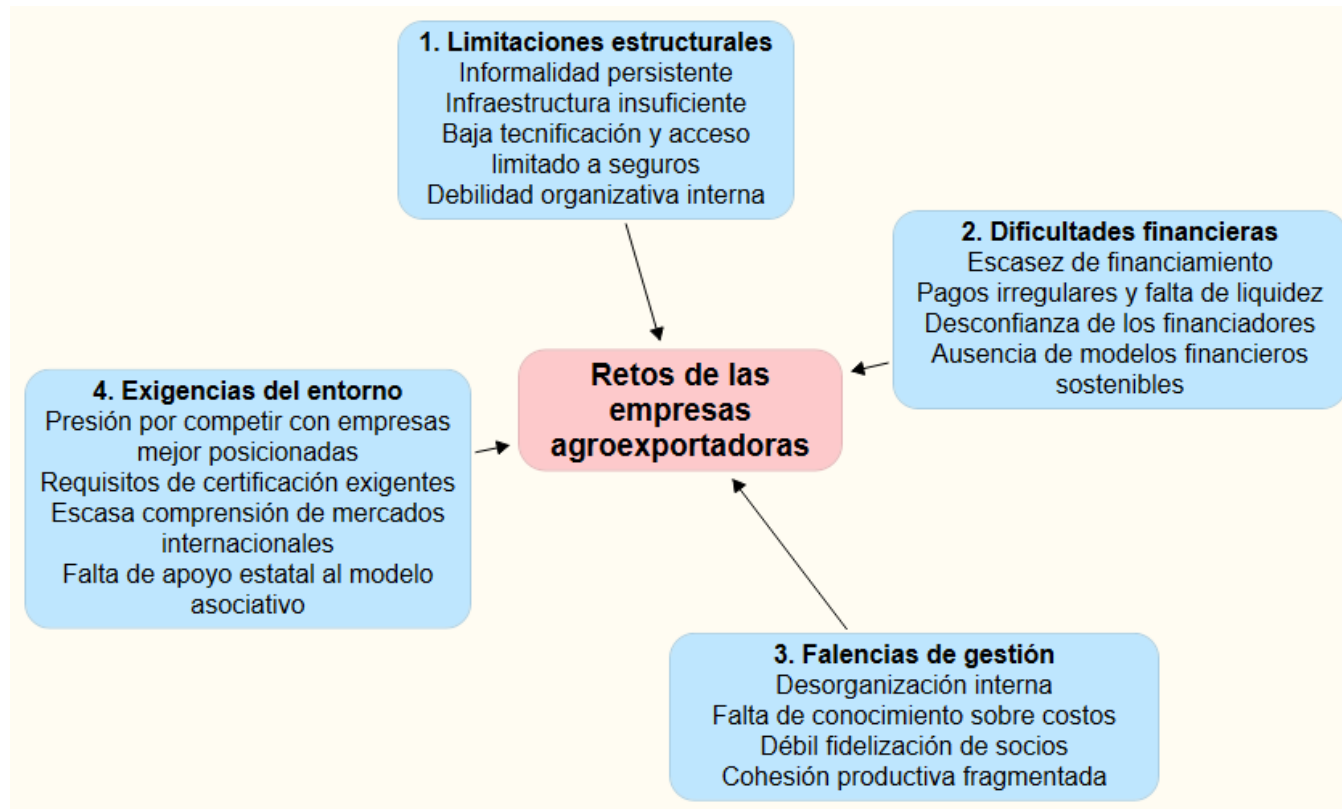 1. Limitaciones estructurales
Informalidad persistente
Infraestructura insuficiente
Baja tecnificación y acceso
limitado a seguros
Debilidad organizativa interna
2. Dificultades financieras
Escasez de financiamiento
Pagos irregulares y falta de liquidez
Desconfianza de los financiadores
Ausencia de modelos financieros
sostenibles
Retos de las
empresas
agroexportadoras
4. Exigencias del entorno
Presión por competir con empresas
mejor posicionadas
Requisitos de certificación exigentes
Escasa comprensión de mercados
internacionales
Falta de apoyo estatal al modelo
asociativo
3. Falencias de gestión
Desorganización interna
Falta de conocimiento sobre costos
Débil fidelización de socios
Cohesión productiva fragmentada